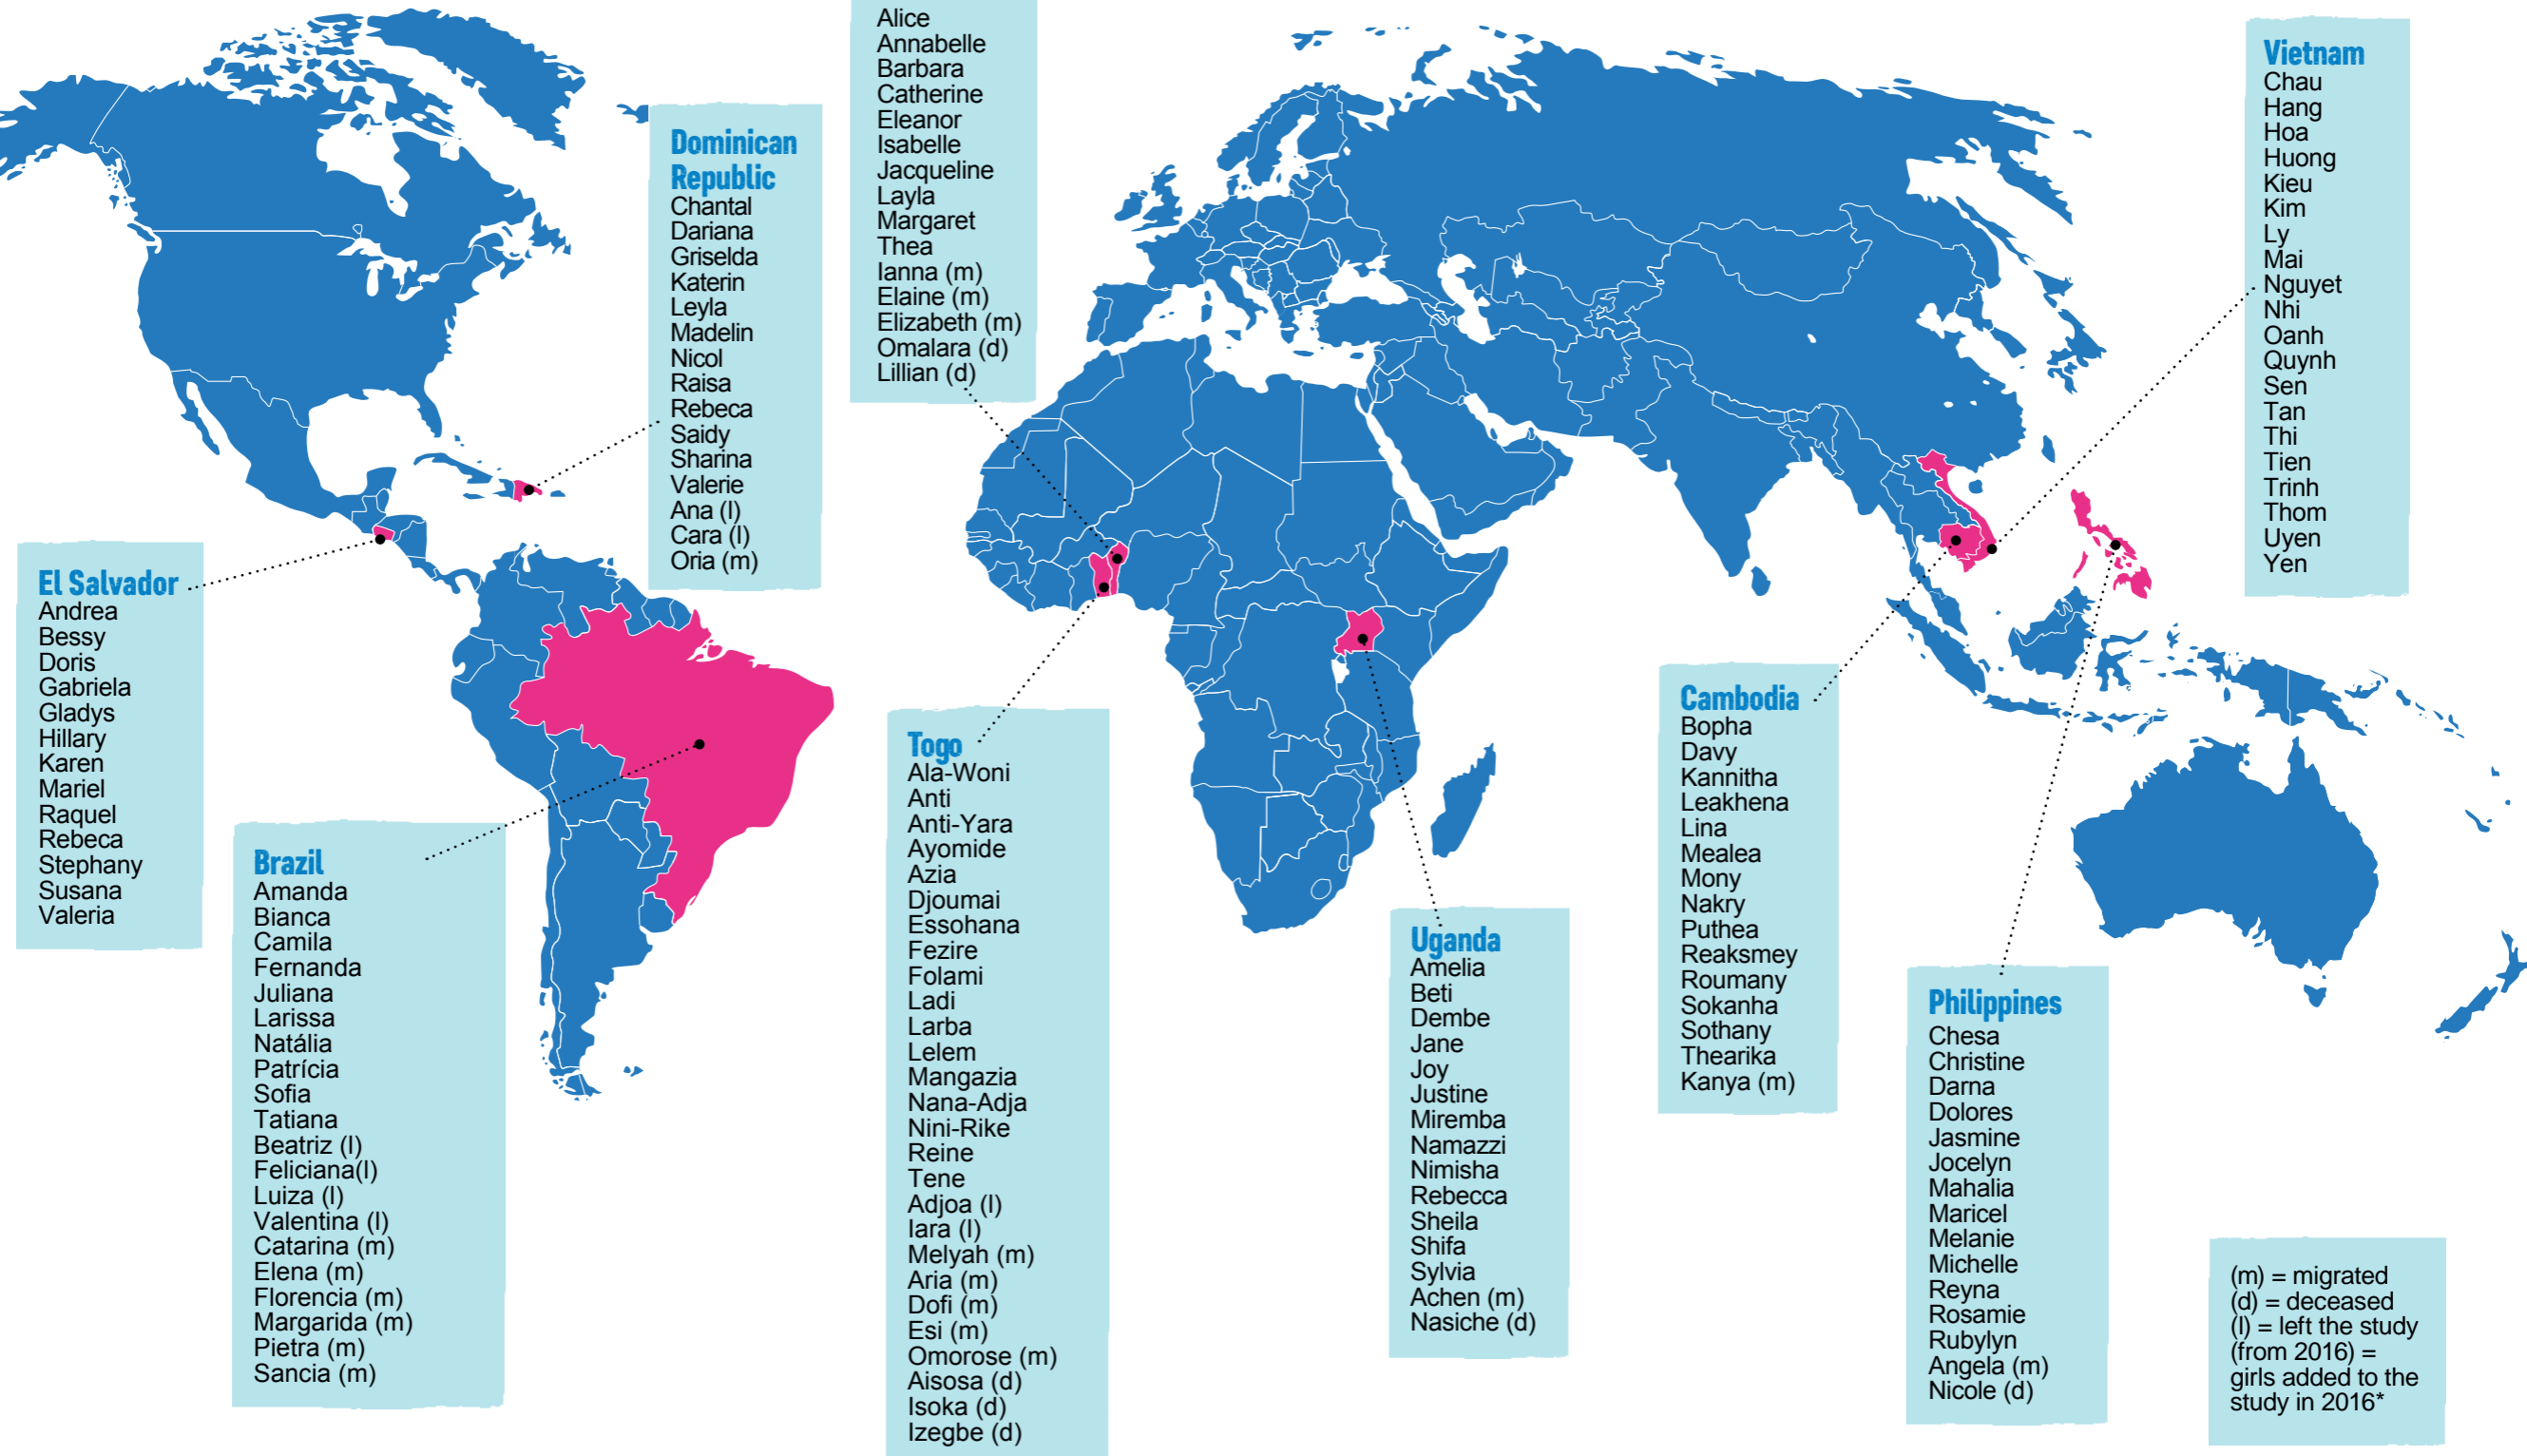 Alice
Annabelle
Barbara
Catherine
Eleanor
Isabelle
Jacqueline
Layla
Margaret
Thea
Ianna (m)
Elaine (m)
Elizabeth (m)
Omalara (d)
Lillian (d)
Vietnam
Chau
Hang
Hoa
Huong
Kieu
Kim
Ly
Mai
Nguyet
Nhi
Oanh
Quynh
Sen
Tan
Thi
Tien
Trinh
Thom
Uyen
Yen
Dominican
Republic
Chantal
Dariana
Griselda
Katerin
Leyla
Madelin
Nicol
Raisa
Rebeca
Saidy
Sharina
Valerie
Ana (l)
Cara (l)
Oria (m)
El Salvador
Andrea
Bessy
Doris
Gabriela
Gladys
Hillary
Karen
Mariel
Raquel
Rebeca
Stephany
Susana
Valeria
Brazil
Amanda
Bianca
Camila
Fernanda
Juliana
Larissa
Natália
Patrícia
Sofia
Tatiana
Beatriz (l)
Feliciana(l)
Luiza (l)
Valentina (l)
Catarina (m)
Elena (m)
Florencia (m)
Margarida (m)
Pietra (m)
Sancia (m)
Togo
Ala-Woni
Anti
Anti-Yara
Ayomide
Azia
Djoumai
Essohana
Fezire
Folami
Ladi
Larba
Lelem
Mangazia
Nana-Adja
Nini-Rike
Reine
Tene
Adjoa (l)
Iara (l)
Melyah (m)
Aria (m)
Dofi (m)
Esi (m)
Omorose (m)
Aisosa (d)
Isoka (d)
Izegbe (d)
Uganda
Amelia
Beti
Dembe
Jane
Joy
Justine
Miremba
Namazzi
Nimisha
Rebecca
Sheila
Shifa
Sylvia
Achen (m)
Nasiche (d)
Cambodia
Bopha
Davy
Kannitha
Leakhena
Lina
Mealea
Mony
Nakry
Puthea
Reaksmey
Roumany
Sokanha
Sothany
Thearika
Kanya (m)
Philippines
Chesa
Christine
Darna
Dolores
Jasmine
Jocelyn
Mahalia
Maricel
Melanie
Michelle
Reyna
Rosamie
Rubylyn
Angela (m)
Nicole (d)
(m) = migrated
(d) = deceased
(l) = left the study
(from 2016) =
girls added to the
study in 2016*